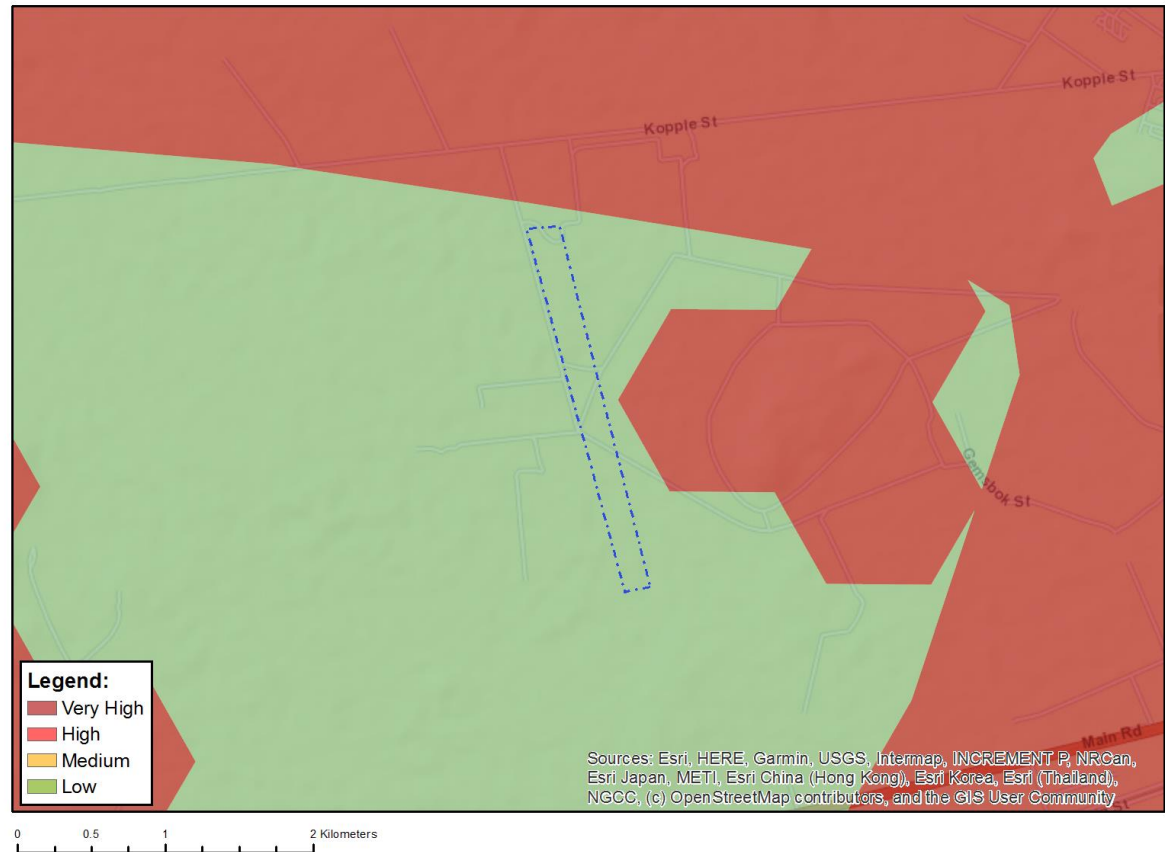 Kopple St
Kopple St
Gemsbok St
Main Rd
St
Legend:
Very High
High
Medium
Low
Sources: Esri, HERE, Garmin, USGS, Intermap, INCREMENT P, NRCan,
Esri Japan, METI, Esri China (Hong Kong), Esri Korea, Esri (Thailand),
NGCC, (c) OpenStreetMap contributors, and the GIS User Community
0 0.5 1 2 Kilometers